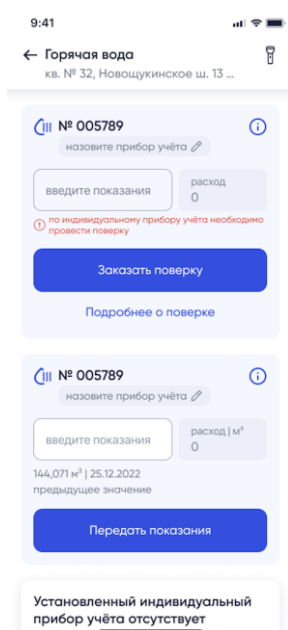 9:41
Горячая вода
кв. № 32, Новощукинское ш. 13 ...
№ 005789
назовите прибор учёта
введите показания
расход
0
по индивидуальному прибору учёта необходимо
провести поверку
Заказать поверку
Подробнее о поверке
№ 005789
назовите прибор учёта
введите показания
расход | м³
0
144,071 м³ | 25.12.2022
предыдущее значение
Передать показания
Установленный индивидуальный
прибор учёта отсутствует